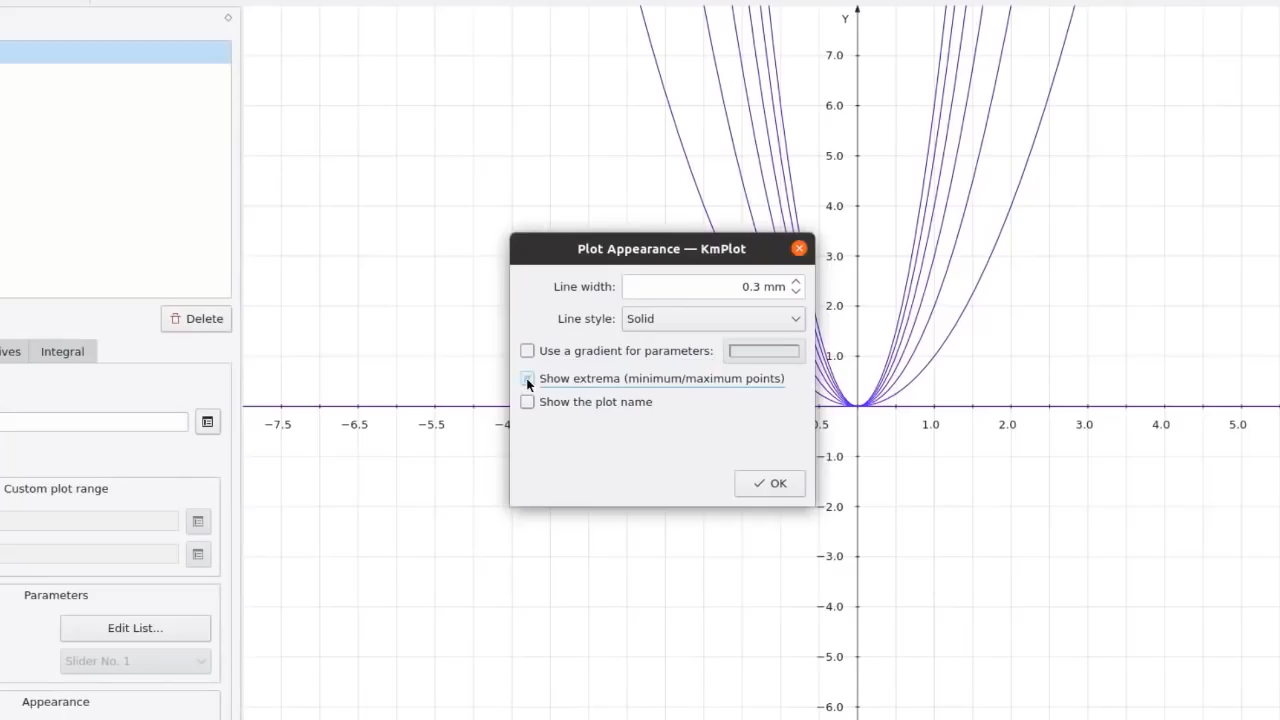 Y
7.0
6.0
5.0
4.0
3.0
2.0
1.0
−7.5
−6.5
−5.5
−4
0.5
1.0
2.0
3.0
4.0
5.0
−1.0
−2.0
−3.0
−4.0
−5.0
−6.0
Delete
ives
Integral
Custom plot range
Parameters
Edit List...
Slider No. 1
Appearance
Plot Appearance — KmPlot
Line width: 0.3 mm
Line style: Solid
Use a gradient for parameters:
Show extrema (minimum/maximum points)
Show the plot name
OK